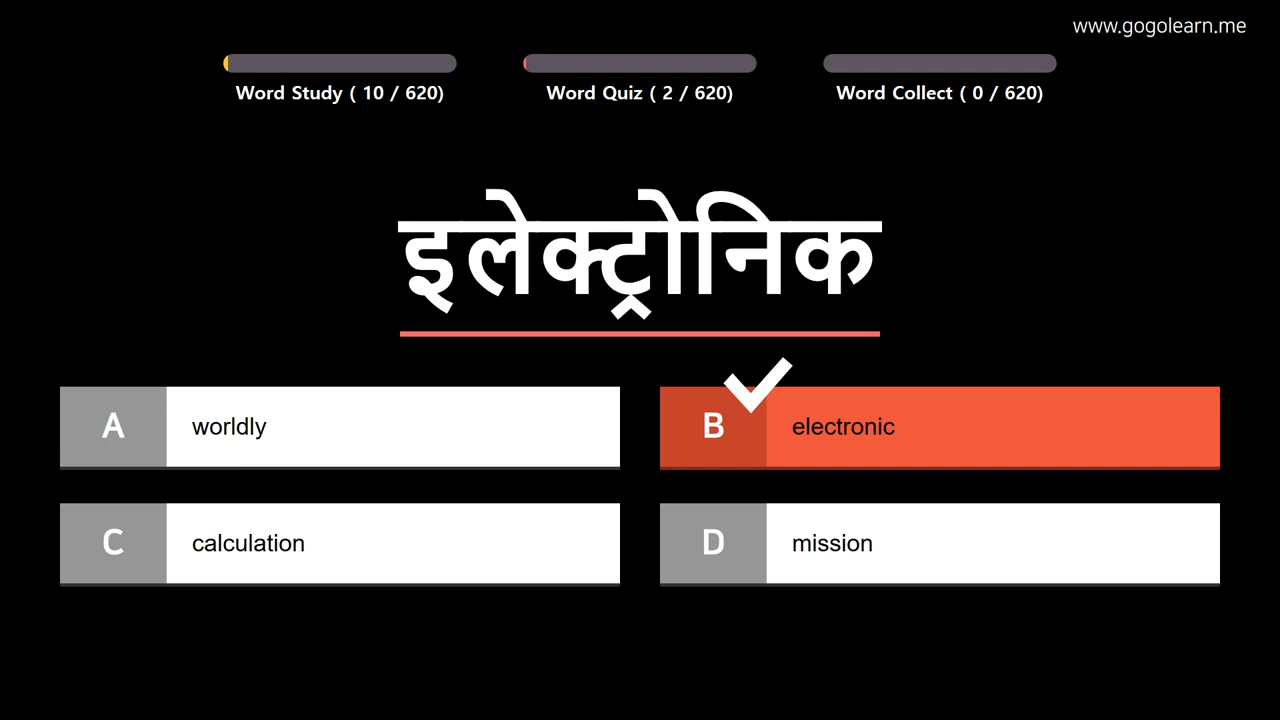 www.gogolearn.me
Word Study ( 10 / 620)
Word Quiz ( 2 / 620)
Word Collect ( 0 / 620)
इलेक्ट्रोनिक
A worldly
B electronic
C calculation
D mission